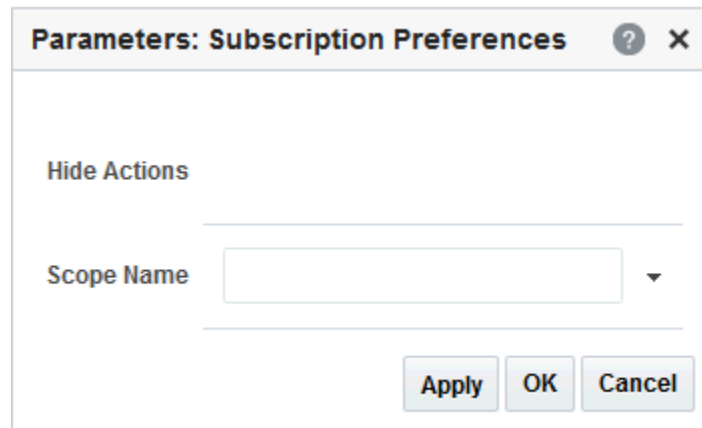 Parameters: Subscription Preferences ?
Hide Actions
Scope Name
Apply OK Cancel